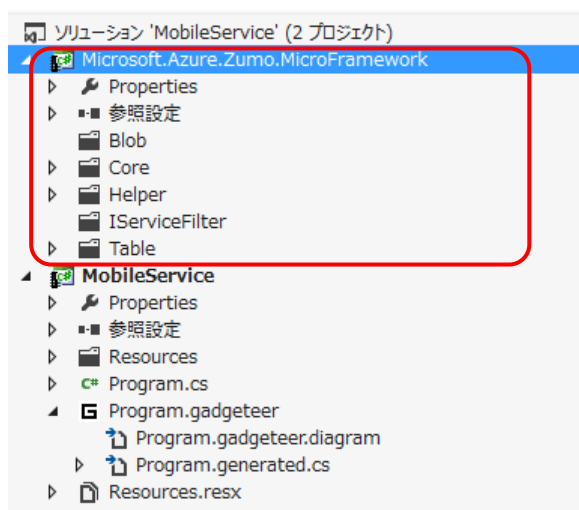 ソリューション 'MobileService' (2 プロジェクト)
Microsoft.Azure.Zumo.MicroFramework
Properties
参照設定
Blob
Core
Helper
IServiceFilter
Table
MobileService
Properties
参照設定
Resources
C# Program.cs
G Program.gadgeteer
Program.gadgeteer.diagram
Program.generated.cs
Resources.resx